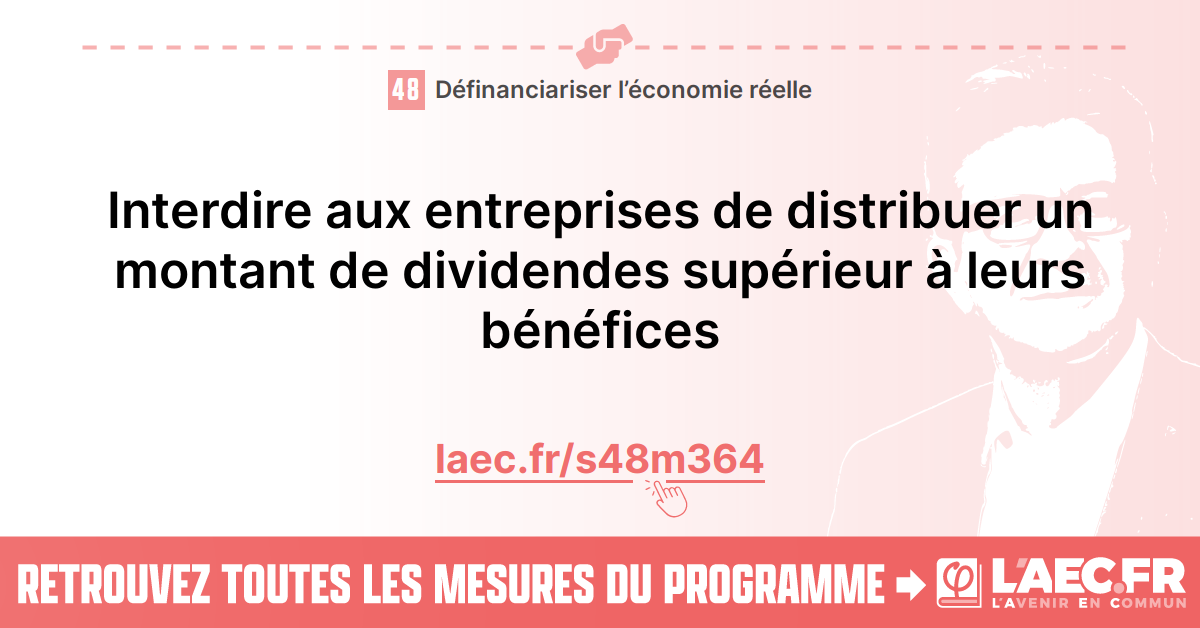 48 Définanciariser l’économie réelle
Interdire aux entreprises de distribuer un
montant de dividendes supérieur à leurs
bénéfices
laec.fr/s48m364
RETROUVEZ TOUTES LES MESURES DU PROGRAMME
φ L'AEC.FR
L'AVENIR EN COMMUN